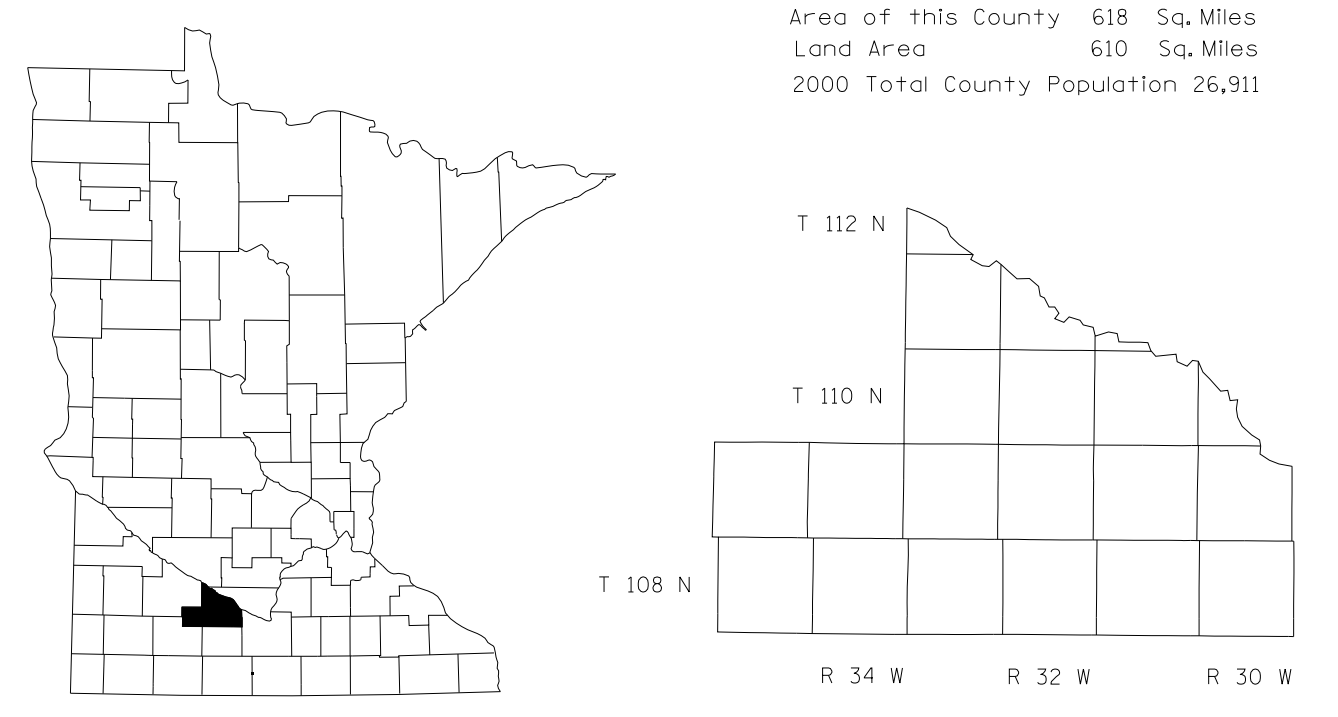 Area of this County 618 Sq. Miles
Land Area 610 Sq. Miles
2000 Total County Population 26,911
T 112 N
T 110 N
T 108 N
R 34 W R 32 W R 30 W